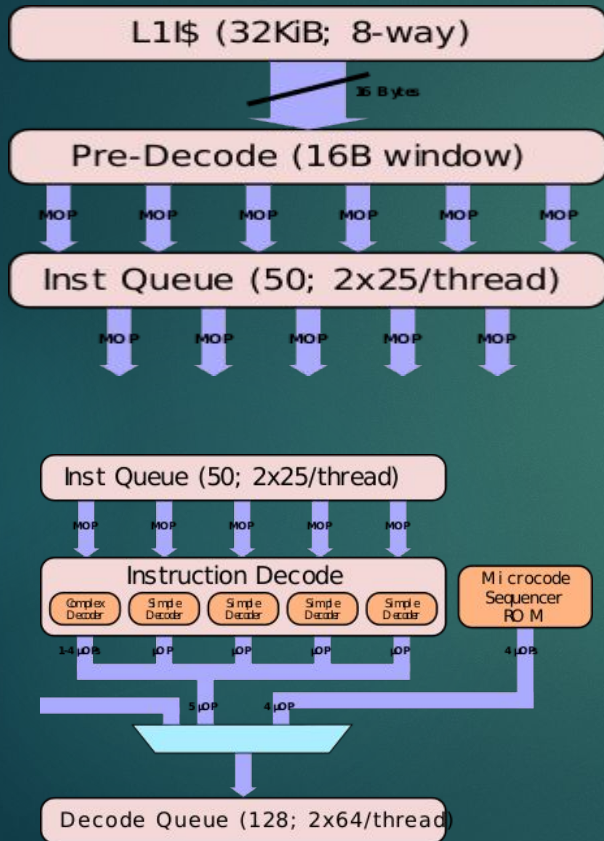 L1I$ (32KiB; 8-way)
16 Bytes
Pre-Decode (16B window)
MOP MOP MOP MOP MOP MOP
Inst Queue (50; 2x25/thread)
MOP MOP MOP MOP MOP
Inst Queue (50; 2x25/thread)
MOP MOP MOP MOP MOP
Instruction Decode
Complex Decoder
Simple Decoder
Simple Decoder
Simple Decoder
Simple Decoder
Microcode
Sequencer
ROM
1-4 μOPs μOP μOP μOP μOP 4 μOPs
5 μOP 4 μOP
Decode Queue (128; 2x64/thread)